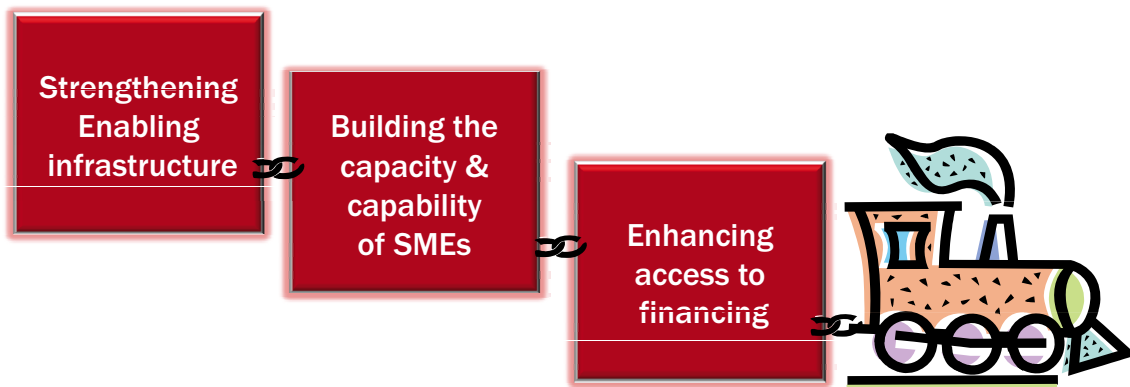 Strengthening
Enabling
infrastructure
Building the
capacity &
capability
of SMEs
Enhancing
access to
financing